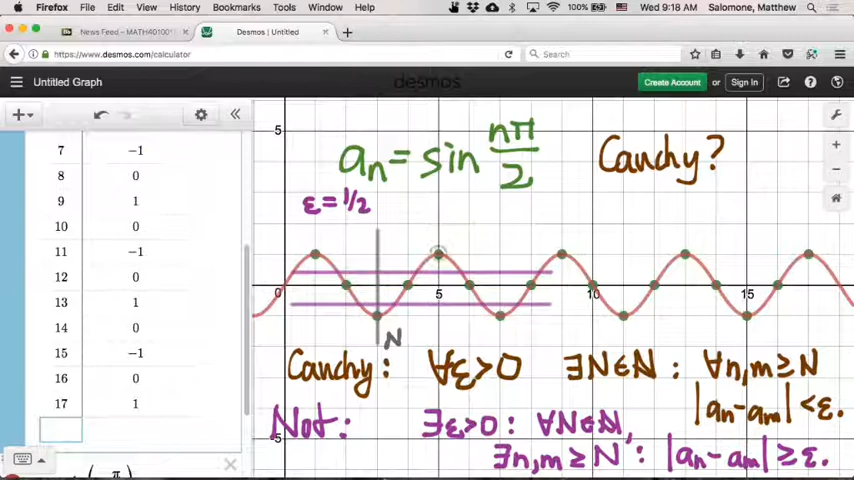 Firefox File Edit View History Bookmarks Tools Window Help 100% Wed 9:18 AM Salomone, Matthew
News Feed – MATH40100 Desmos | Untitled
https://www.desmos.com/calculator Search
Untitled Graph desmos Create Account or Sign In
7 −1
8 0
9 1
10 0
11 −1
12 0
13 1
14 0
15 −1
16 0
17 1
5
aₙ = sin nπ/2 Cauchy?
ε = 1/2
0 5 10 15
N
Cauchy: ∀ε>0 ∃N∈ℕ : ∀n,m ≥ N
|aₙ-aₘ| < ε.
Not: ∃ε>0 : ∀N∈ℕ,
-5
∃n,m ≥ N : |aₙ-aₘ| ≥ ε.
π